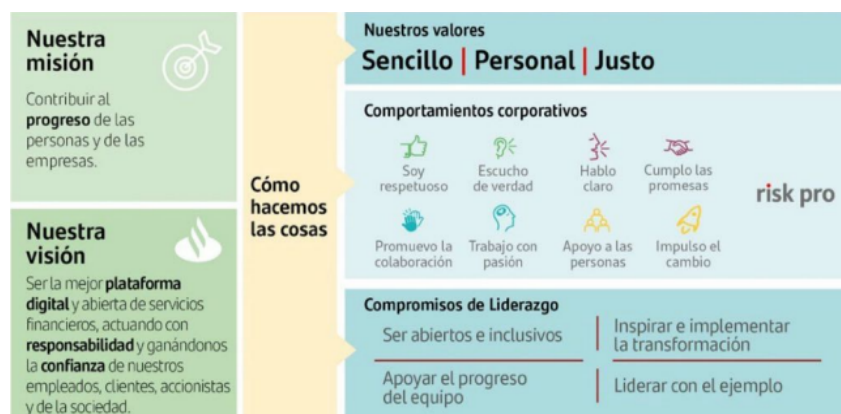 Nuestra
misión
Contribuir al
progreso de las
personas y de las
empresas.
Nuestra
visión
Ser la mejor plataforma
digital y abierta de servicios
financieros, actuando con
responsabilidad y ganándonos
la confianza de nuestros
empleados, clientes, accionistas
y de la sociedad.
Cómo
hacemos
las cosas
Nuestros valores
Sencillo | Personal | Justo
Comportamientos corporativos
Soy
respetuoso
Escucho
de verdad
Hablo
claro
Cumplo las
promesas
Promuevo la
colaboración
Trabajo con
pasión
Apoyo a las
personas
Impulso el
cambio
risk pro
Compromisos de Liderazgo
Ser abiertos e inclusivos
Inspirar e implementar
la transformación
Apoyar el progreso
del equipo
Liderar con el ejemplo